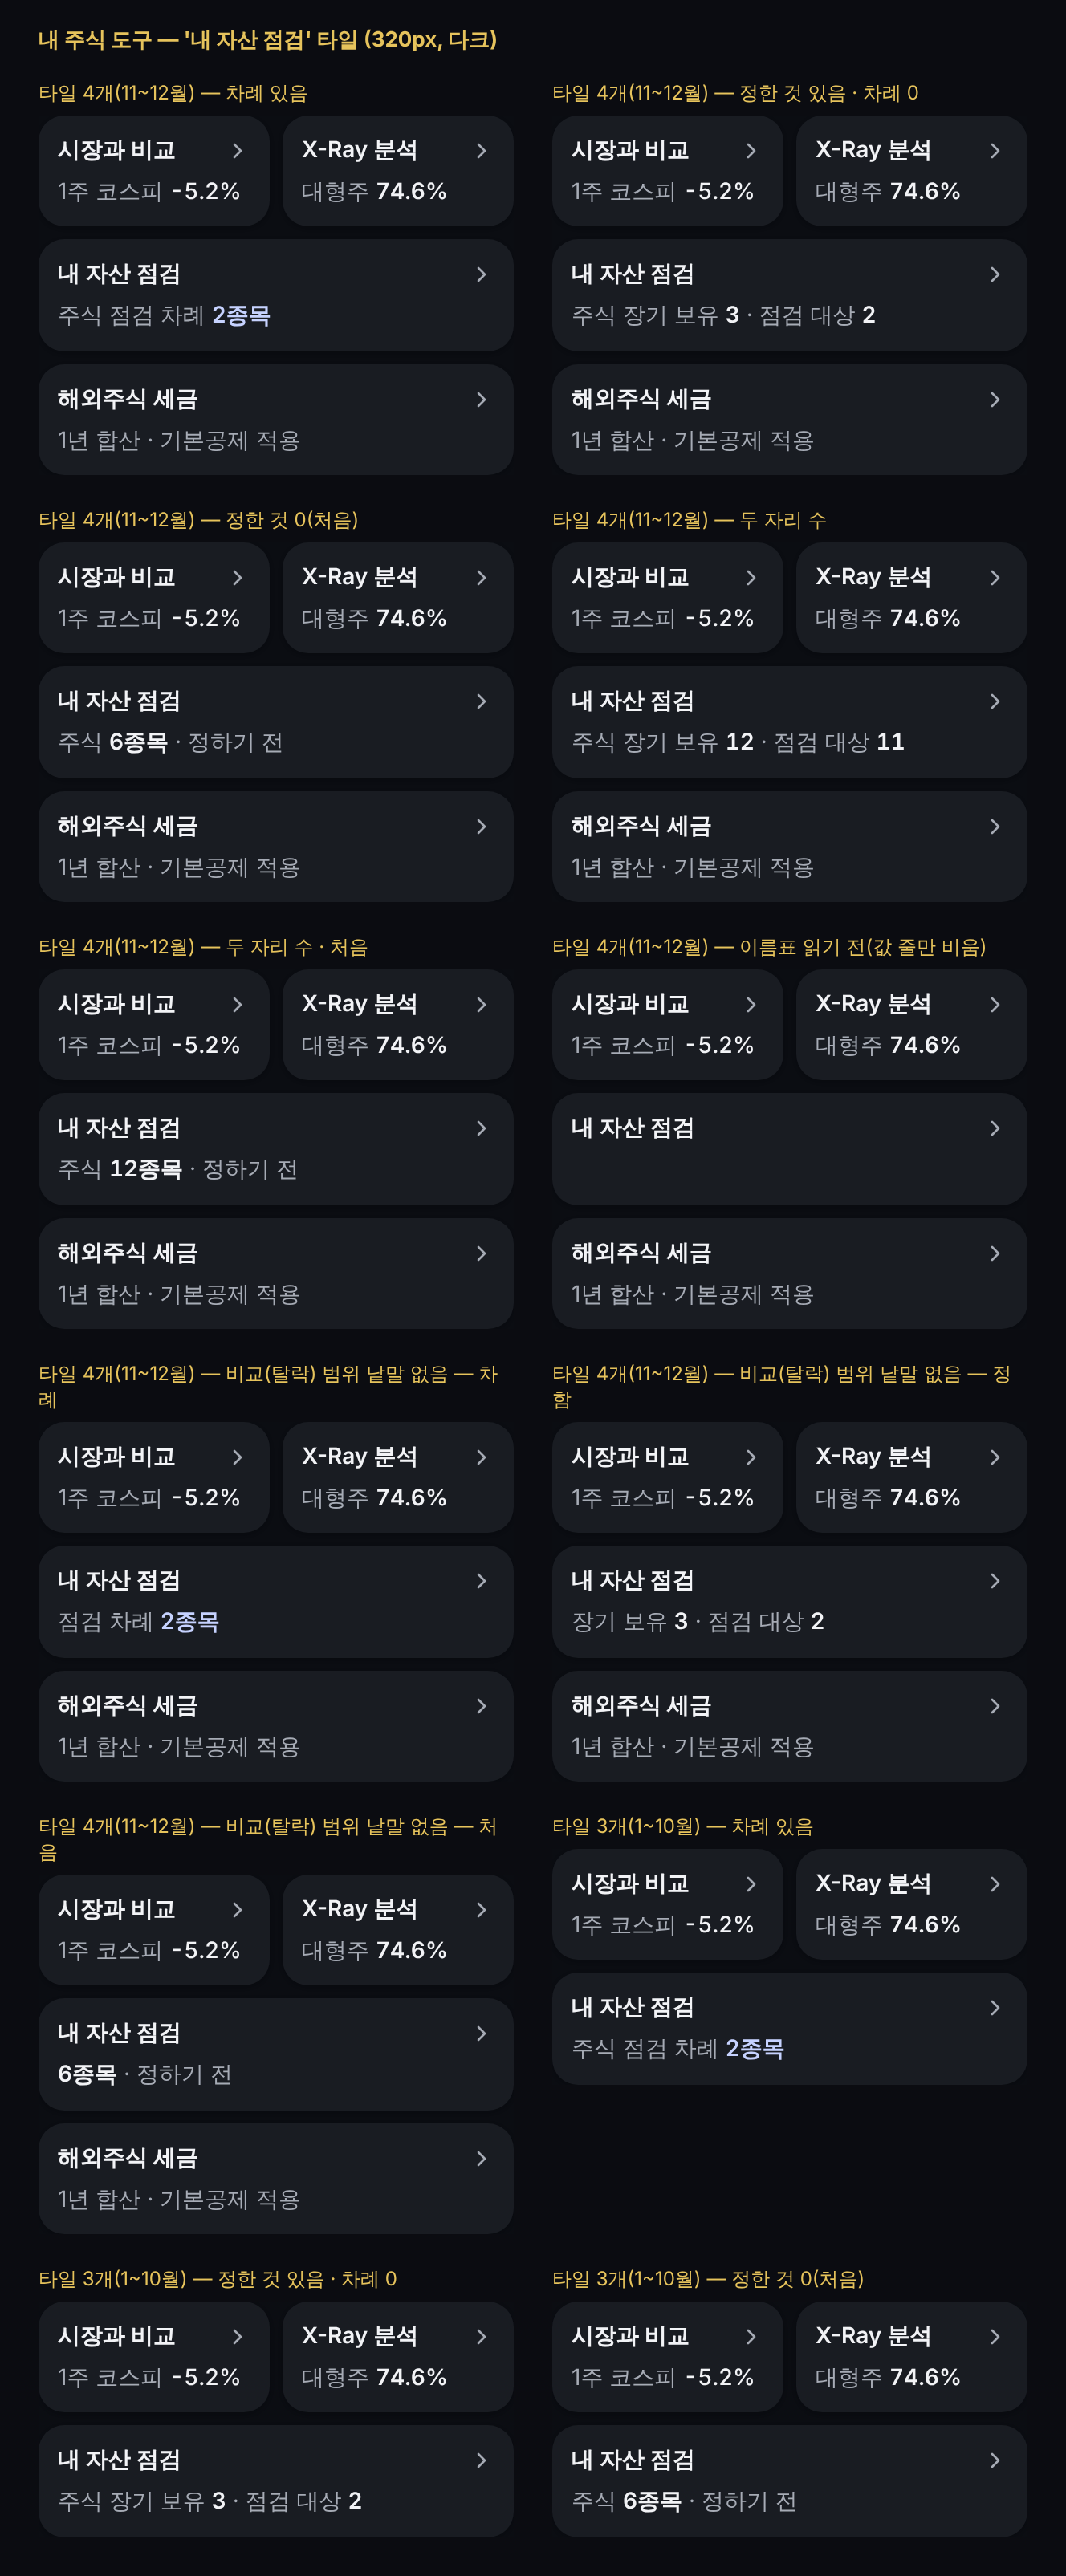 내 주식 도구 — '내 자산 점검' 타일 (320px, 다크)
타일 4개(11~12월) — 차례 있음
시장과 비교
1주 코스피 -5.2%
X-Ray 분석
대형주 74.6%
내 자산 점검
주식 점검 차례 2종목
해외주식 세금
1년 합산 · 기본공제 적용
타일 4개(11~12월) — 정한 것 있음 · 차례 0
시장과 비교
1주 코스피 -5.2%
X-Ray 분석
대형주 74.6%
내 자산 점검
주식 장기 보유 3 · 점검 대상 2
해외주식 세금
1년 합산 · 기본공제 적용
타일 4개(11~12월) — 정한 것 0(처음)
시장과 비교
1주 코스피 -5.2%
X-Ray 분석
대형주 74.6%
내 자산 점검
주식 6종목 · 정하기 전
해외주식 세금
1년 합산 · 기본공제 적용
타일 4개(11~12월) — 두 자리 수
시장과 비교
1주 코스피 -5.2%
X-Ray 분석
대형주 74.6%
내 자산 점검
주식 장기 보유 12 · 점검 대상 11
해외주식 세금
1년 합산 · 기본공제 적용
타일 4개(11~12월) — 두 자리 수 · 처음
시장과 비교
1주 코스피 -5.2%
X-Ray 분석
대형주 74.6%
내 자산 점검
주식 12종목 · 정하기 전
해외주식 세금
1년 합산 · 기본공제 적용
타일 4개(11~12월) — 이름표 읽기 전(값 줄만 비움)
시장과 비교
1주 코스피 -5.2%
X-Ray 분석
대형주 74.6%
내 자산 점검
해외주식 세금
1년 합산 · 기본공제 적용
타일 4개(11~12월) — 비교(탈락) 범위 낱말 없음 — 차
례
시장과 비교
1주 코스피 -5.2%
X-Ray 분석
대형주 74.6%
내 자산 점검
점검 차례 2종목
해외주식 세금
1년 합산 · 기본공제 적용
타일 4개(11~12월) — 비교(탈락) 범위 낱말 없음 — 정
함
시장과 비교
1주 코스피 -5.2%
X-Ray 분석
대형주 74.6%
내 자산 점검
장기 보유 3 · 점검 대상 2
해외주식 세금
1년 합산 · 기본공제 적용
타일 4개(11~12월) — 비교(탈락) 범위 낱말 없음 — 처
음
시장과 비교
1주 코스피 -5.2%
X-Ray 분석
대형주 74.6%
내 자산 점검
6종목 · 정하기 전
해외주식 세금
1년 합산 · 기본공제 적용
타일 3개(1~10월) — 차례 있음
시장과 비교
1주 코스피 -5.2%
X-Ray 분석
대형주 74.6%
내 자산 점검
주식 점검 차례 2종목
타일 3개(1~10월) — 정한 것 있음 · 차례 0
시장과 비교
1주 코스피 -5.2%
X-Ray 분석
대형주 74.6%
내 자산 점검
주식 장기 보유 3 · 점검 대상 2
타일 3개(1~10월) — 정한 것 0(처음)
시장과 비교
1주 코스피 -5.2%
X-Ray 분석
대형주 74.6%
내 자산 점검
주식 6종목 · 정하기 전